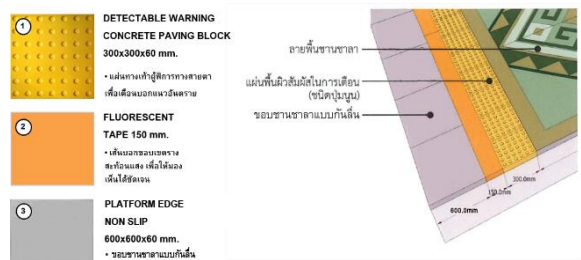 1
DETECTABLE WARNING
CONCRETE PAVING BLOCK
300x300x60 mm.
• แผ่นทางเท้าผู้พิการทางสายตา
เพื่อเตือนบอกแนวอันตราย
2
FLUORESCENT
TAPE 150 mm.
• เส้นบอกขอบเขตราง
สะท้อนแสง เพื่อให้มอง
เห็นได้ชัดเจน
3
PLATFORM EDGE
NON SLIP
600x600x60 mm.
• ขอบชานชาลาแบบกันลื่น
ลายพื้นชานชาลา
แผ่นพื้นผิวสัมผัสในการเตือน
(ชนิดปุ่มนูน)
ขอบชานชาลาแบบกันลื่น
300.0mm
150.0mm
600.0mm